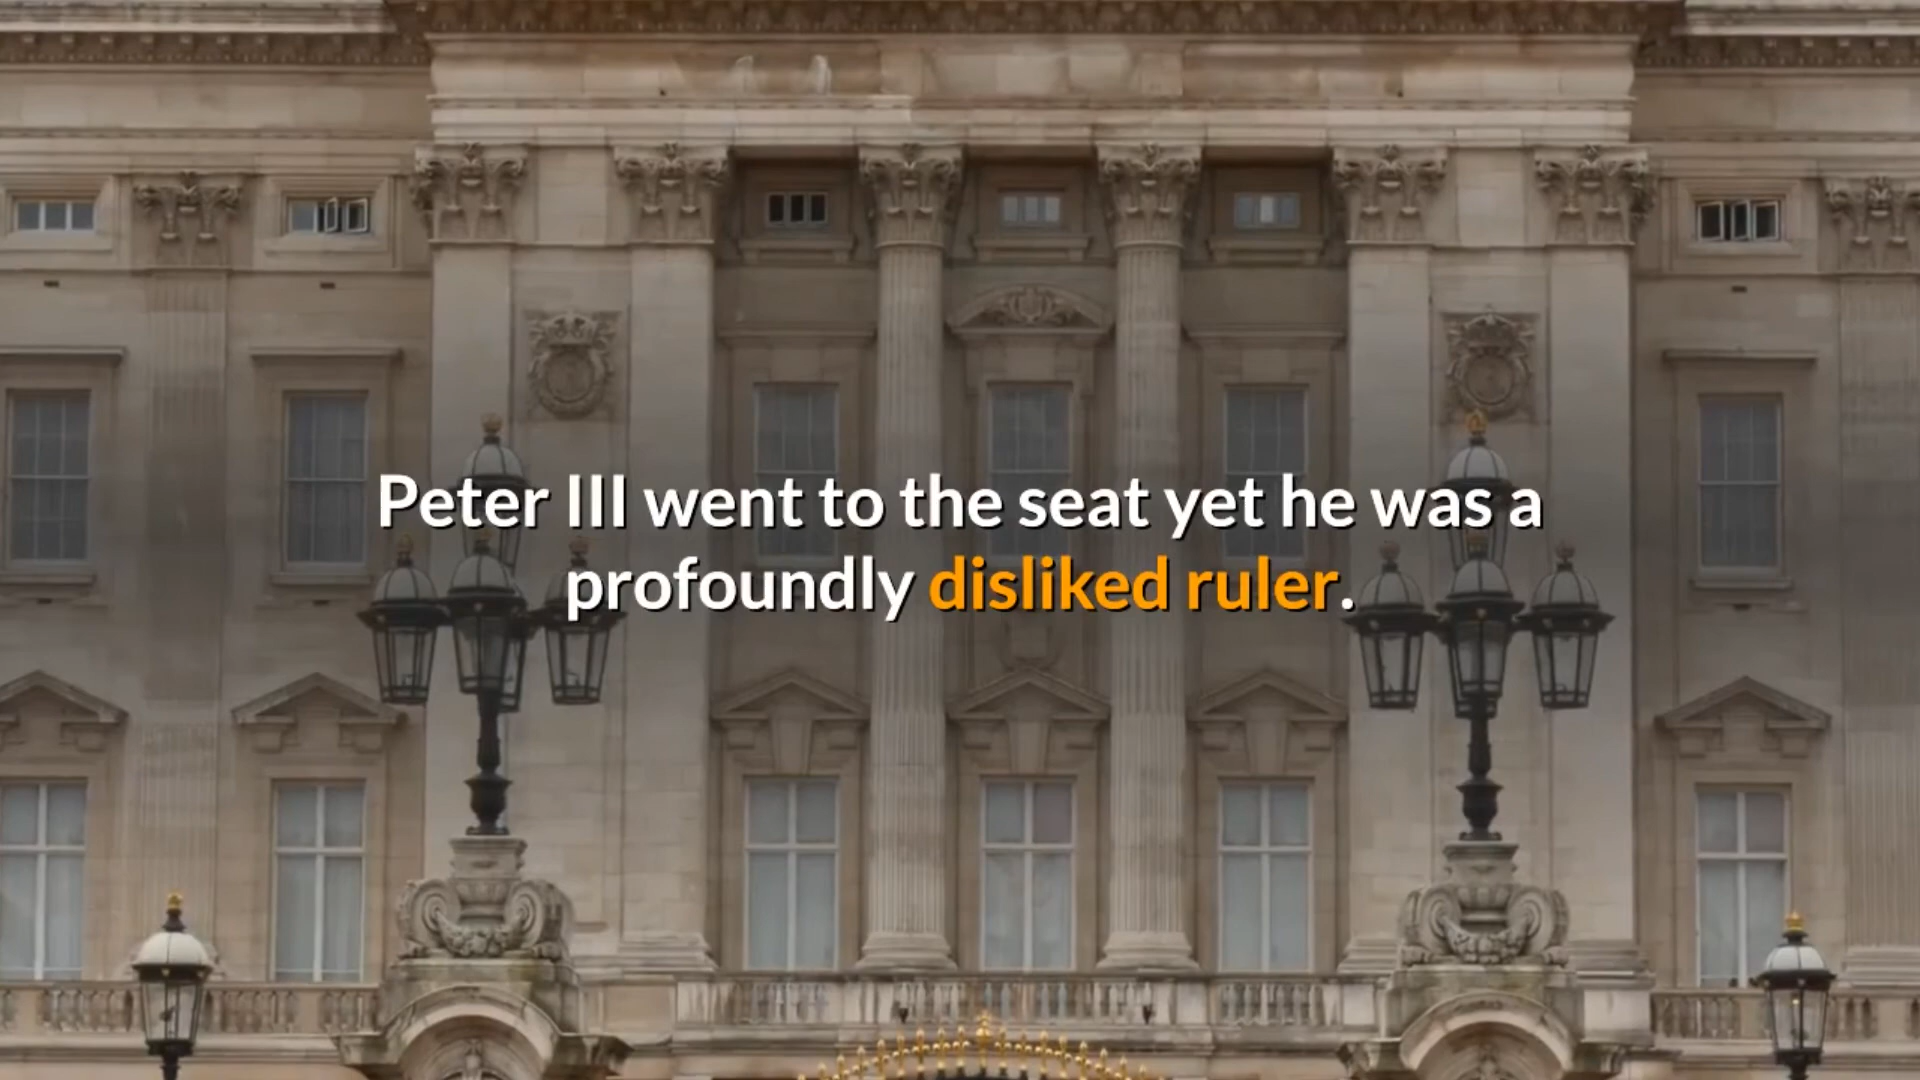 Peter III went to the seat yet he was a
profoundly disliked ruler.